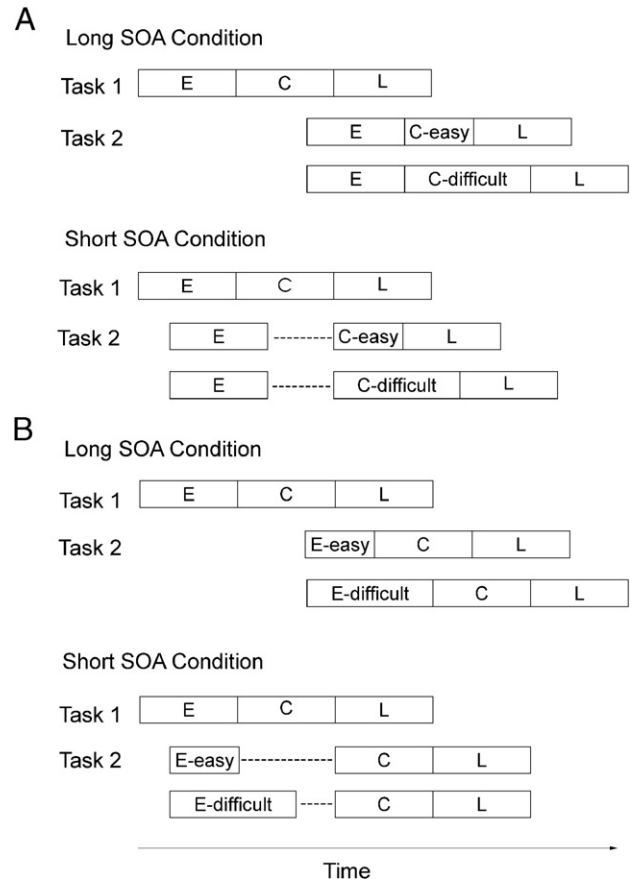 A
Long SOA Condition
Task 1 E C L
Task 2 E C-easy L
E C-difficult L
Short SOA Condition
Task 1 E C L
Task 2 E C-easy L
E C-difficult L
B
Long SOA Condition
Task 1 E C L
Task 2 E-easy C L
E-difficult C L
Short SOA Condition
Task 1 E C L
Task 2 E-easy C L
E-difficult C L
Time